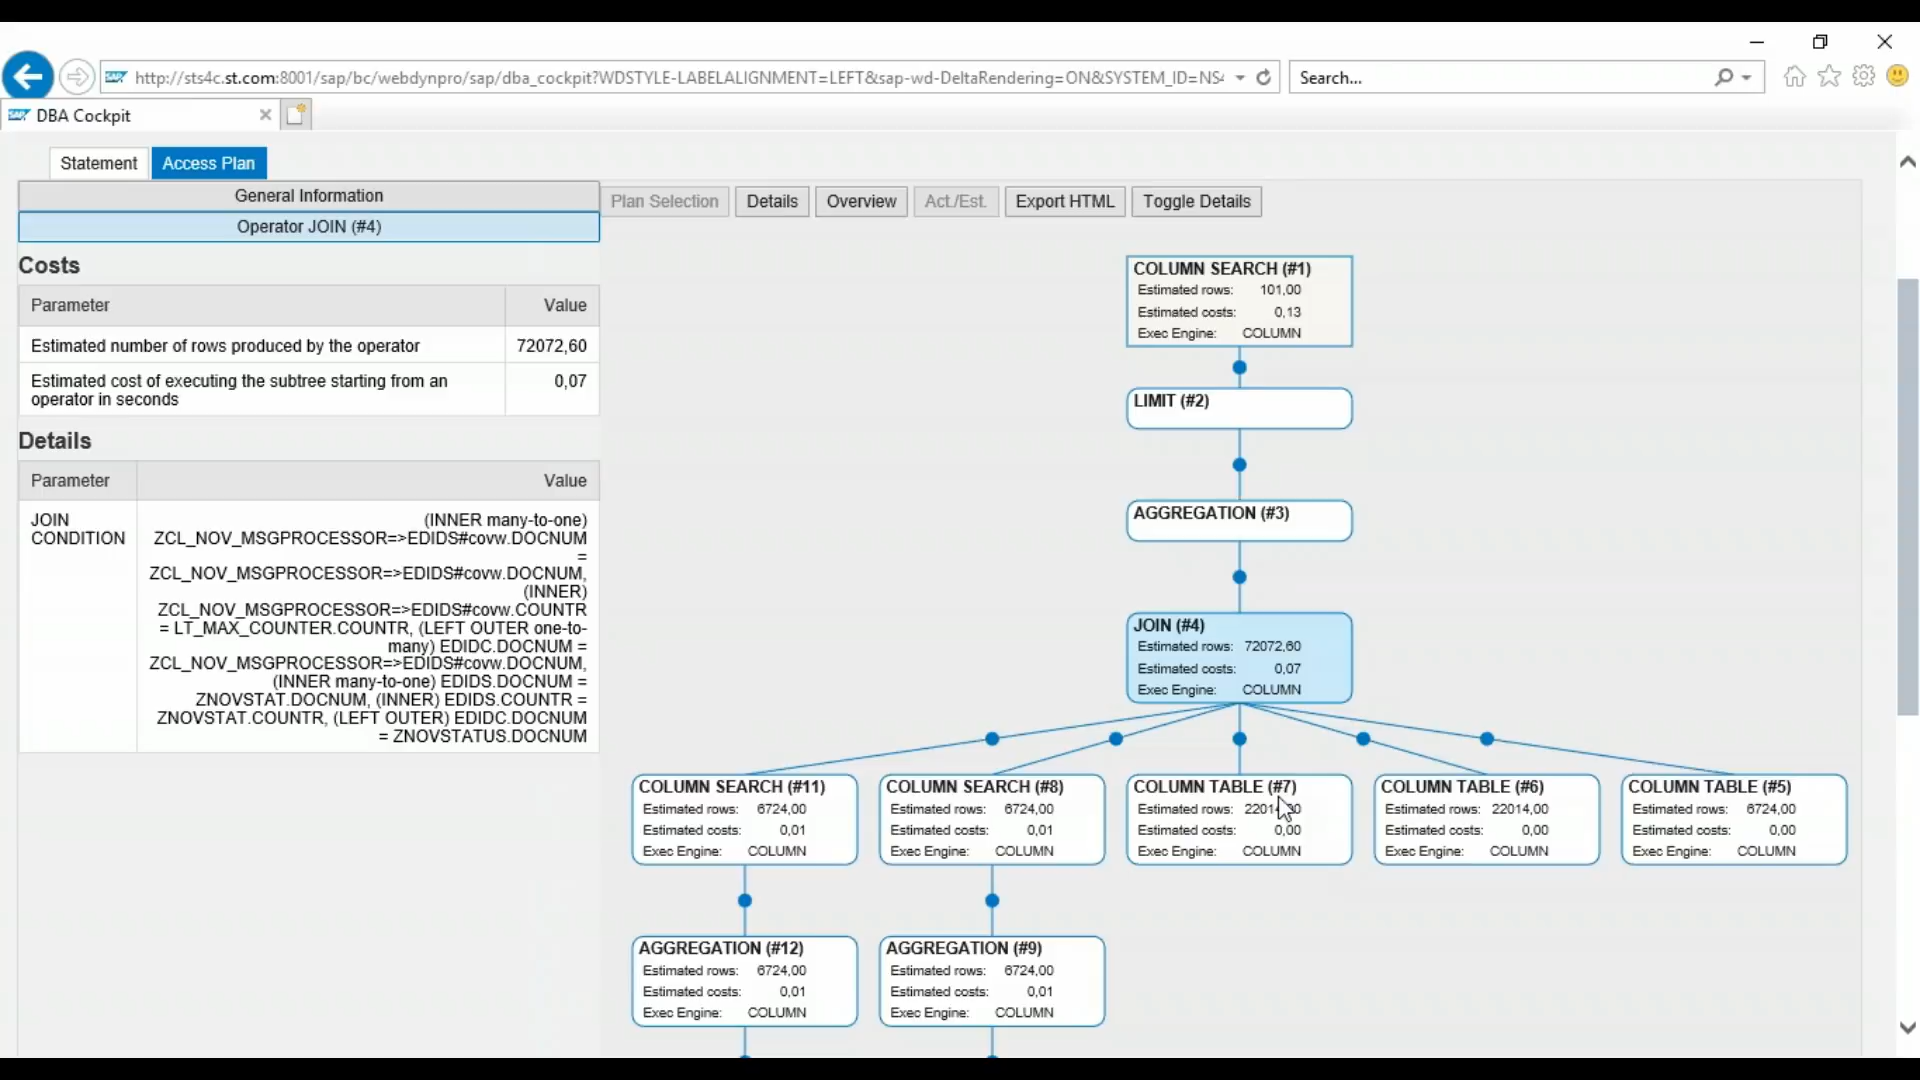 http://sts4c.st.com:8001/sap/bc/webdynpro/sap/dba_cockpit?WDSTYLE-LABELALIGNMENT=LEFT&sap-wd-DeltaRendering=ON&SYSTEM_ID=NS4
Search...
SAP DBA Cockpit
Statement
Access Plan
General Information
Operator JOIN (#4)
Plan Selection
Details
Overview
Act./Est.
Export HTML
Toggle Details
Costs
Parameter Value
Estimated number of rows produced by the operator 72072,60
Estimated cost of executing the subtree starting from an 0,07
operator in seconds
Details
Parameter Value
JOIN
CONDITION
(INNER many-to-one)
ZCL_NOV_MSGPROCESSOR=>EDIDS#covw.DOCNUM
=
ZCL_NOV_MSGPROCESSOR=>EDIDS#covw.DOCNUM,
(INNER)
ZCL_NOV_MSGPROCESSOR=>EDIDS#covw.COUNTR
= LT_MAX_COUNTER.COUNTR, (LEFT OUTER one-to-
many) EDIDC.DOCNUM =
ZCL_NOV_MSGPROCESSOR=>EDIDS#covw.DOCNUM,
(INNER many-to-one) EDIDS.DOCNUM =
ZNOVSTAT.DOCNUM, (INNER) EDIDS.COUNTR =
ZNOVSTAT.COUNTR, (LEFT OUTER) EDIDC.DOCNUM
= ZNOVSTATUS.DOCNUM
COLUMN SEARCH (#1)
Estimated rows: 101,00
Estimated costs: 0,13
Exec Engine: COLUMN
LIMIT (#2)
AGGREGATION (#3)
JOIN (#4)
Estimated rows: 72072,60
Estimated costs: 0,07
Exec Engine: COLUMN
COLUMN SEARCH (#11)
Estimated rows: 6724,00
Estimated costs: 0,01
Exec Engine: COLUMN
COLUMN SEARCH (#8)
Estimated rows: 6724,00
Estimated costs: 0,01
Exec Engine: COLUMN
COLUMN TABLE (#7)
Estimated rows:
Estimated costs: 0,00
Exec Engine: COLUMN
COLUMN TABLE (#6)
Estimated rows: 22014,00
Estimated costs: 0,00
Exec Engine: COLUMN
COLUMN TABLE (#5)
Estimated rows: 6724,00
Estimated costs: 0,00
Exec Engine: COLUMN
AGGREGATION (#12)
Estimated rows: 6724,00
Estimated costs: 0,01
Exec Engine: COLUMN
AGGREGATION (#9)
Estimated rows: 6724,00
Estimated costs: 0,01
Exec Engine: COLUMN